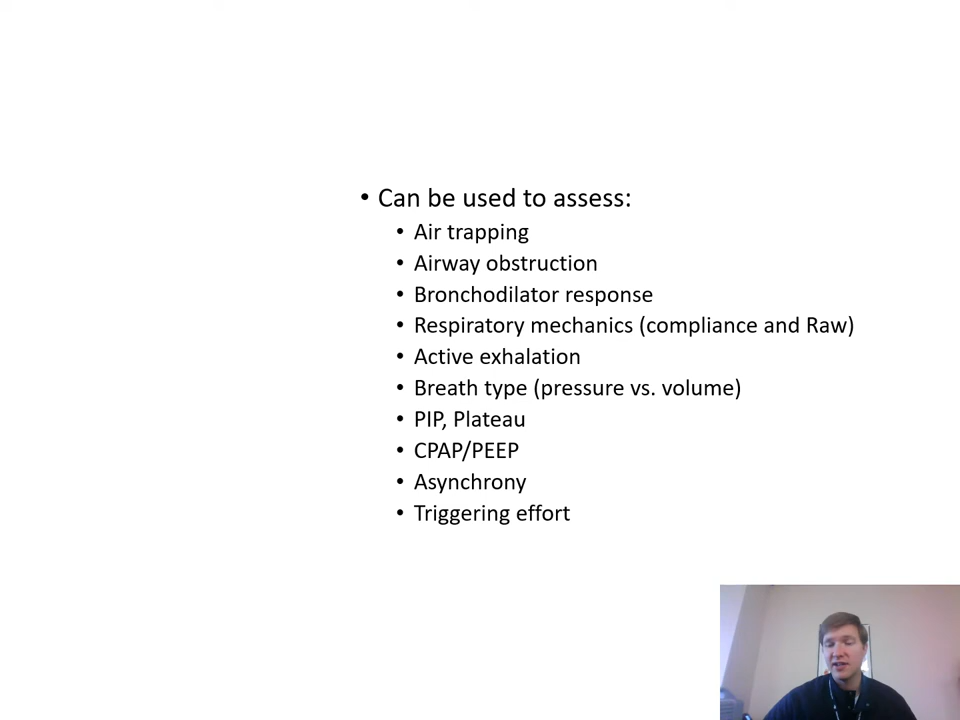 • Can be used to assess:
• Air trapping
• Airway obstruction
• Bronchodilator response
• Respiratory mechanics (compliance and Raw)
• Active exhalation
• Breath type (pressure vs. volume)
• PIP, Plateau
• CPAP/PEEP
• Asynchrony
• Triggering effort